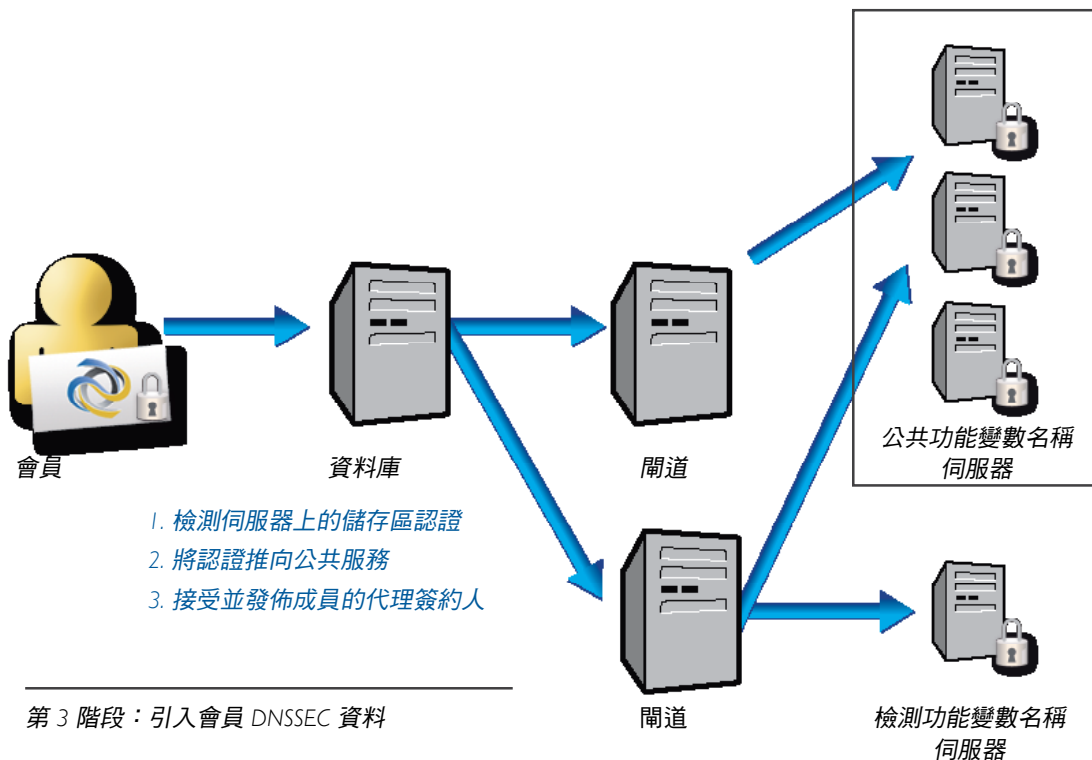 公共功能變數名稱
伺服器
會員
資料庫
閘道
1. 檢測伺服器上的儲存區認證
2. 將認證推向公共服務
3. 接受並發佈成員的代理簽約人
第 3 階段：引入會員 DNSSEC 資料
閘道
檢測功能變數名稱
伺服器